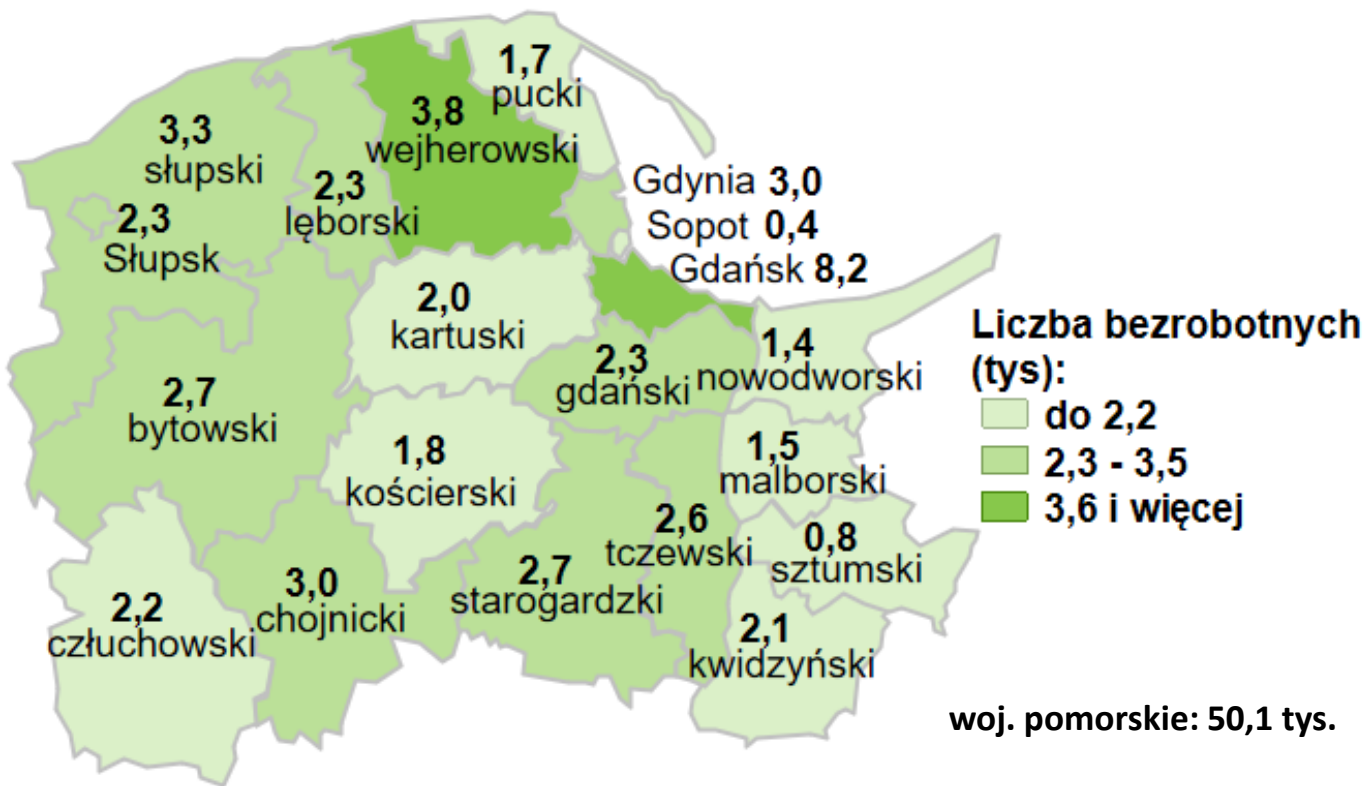 1,7
pucki
3,8
wejherowski
3,3
słupski
2,3
lęborski
2,3
Słupsk
Gdynia 3,0
Sopot 0,4
Gdańsk 8,2
2,0
kartuski
2,3
gdański
1,4
nowodworski
2,7
bytowski
1,8
kościerski
1,5
malborski
2,6
tczewski
0,8
sztumski
2,7
starogardzki
3,0
chojnicki
2,2
człuchowski
2,1
kwidzyński
Liczba bezrobotnych
(tys):
do 2,2
2,3 - 3,5
3,6 i więcej
woj. pomorskie: 50,1 tys.